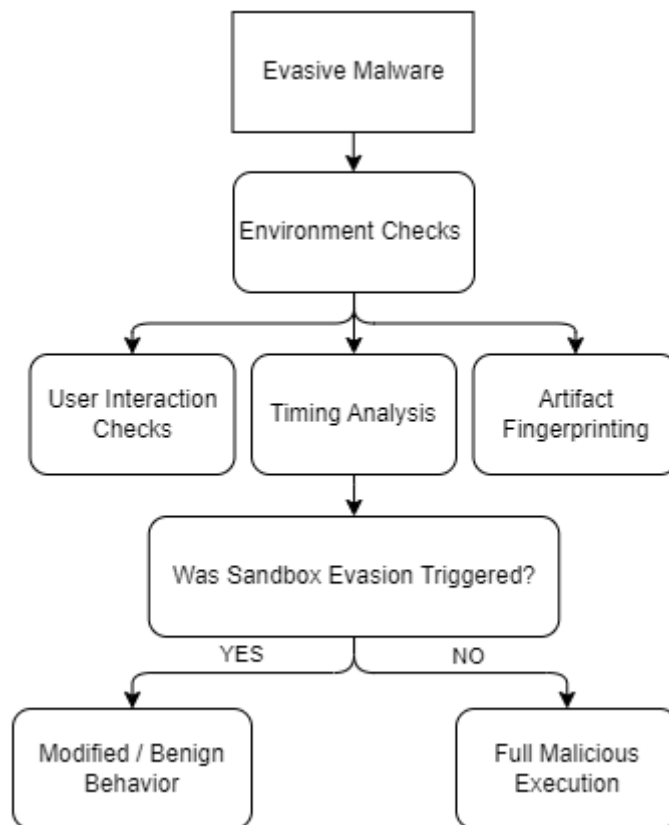 Evasive Malware
Environment Checks
User Interaction
Checks
Timing Analysis
Artifact
Fingerprinting
Was Sandbox Evasion Triggered?
YES
NO
Modified / Benign
Behavior
Full Malicious
Execution